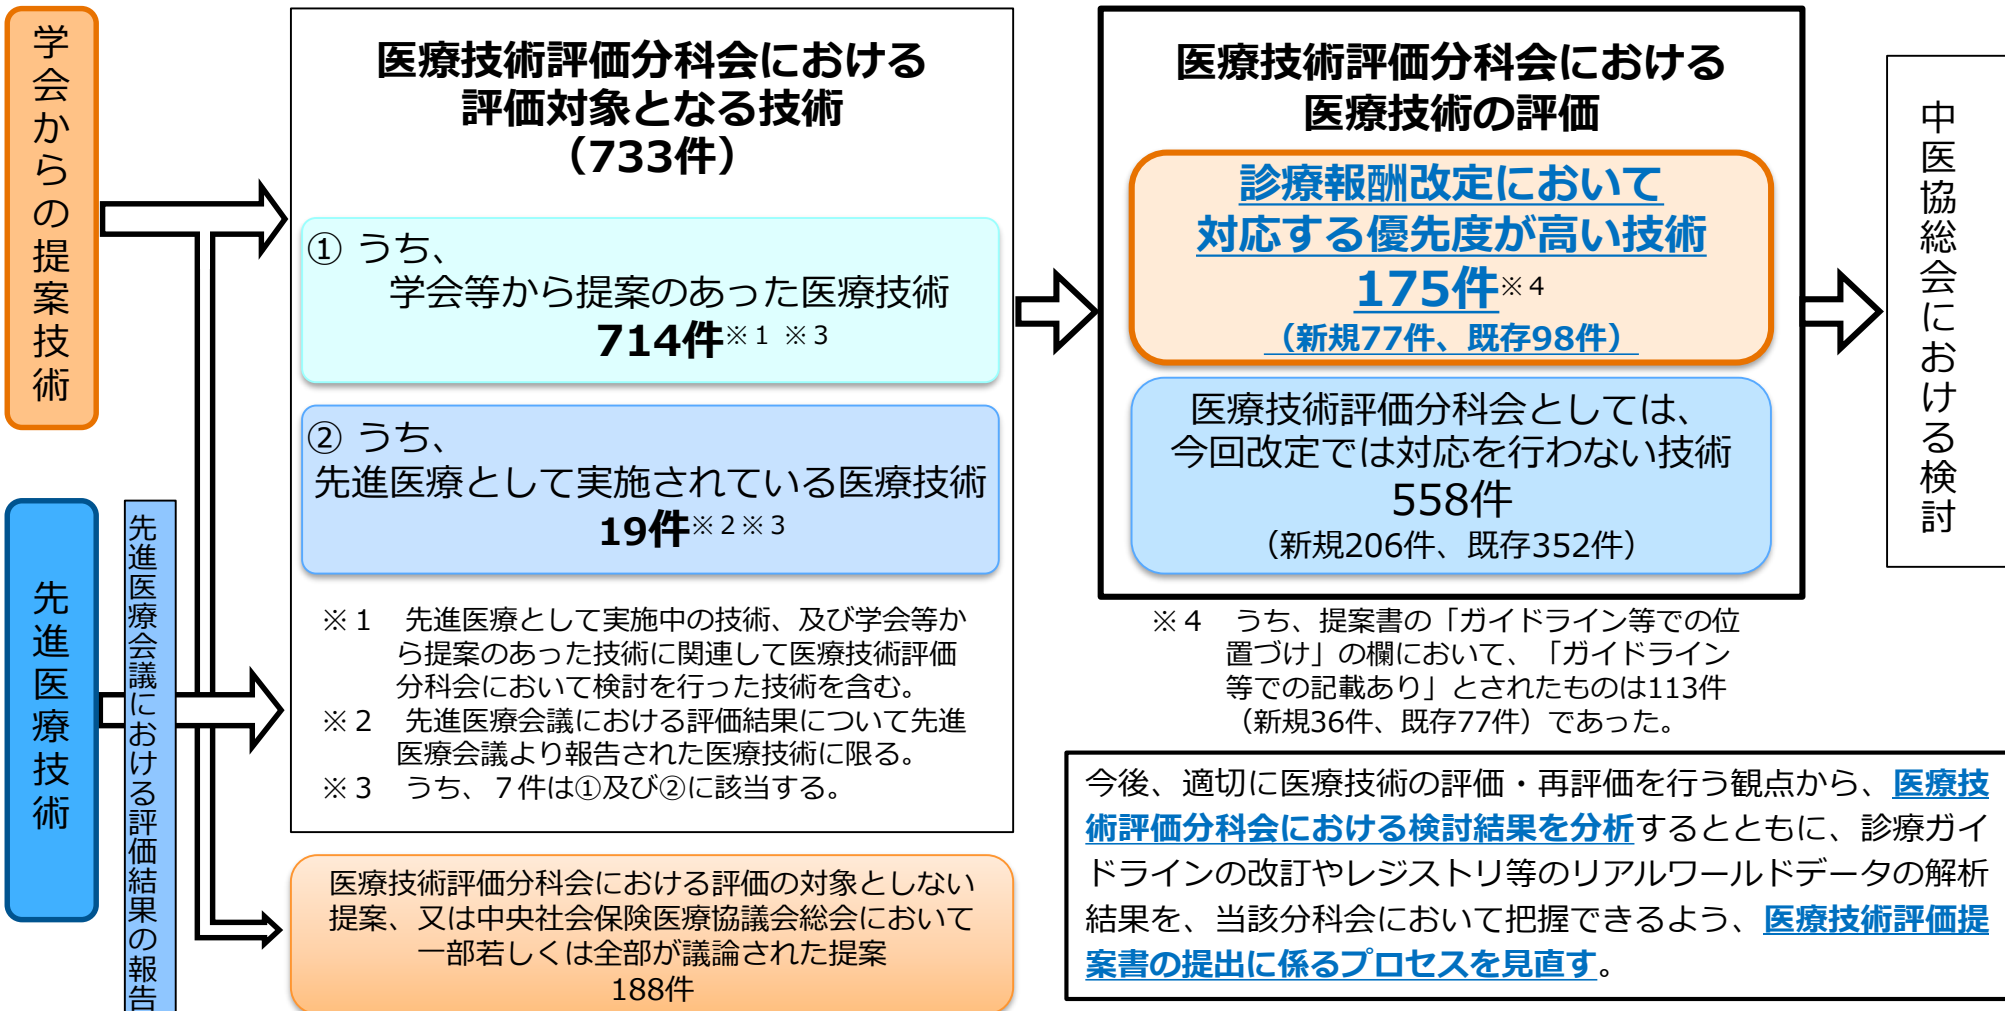 学会からの提案技術
先進医療技術
先進医療会議における評価結果の報告
医療技術評価分科会における
評価対象となる技術
（733件）
① うち、
学会等から提案のあった医療技術
714件※１ ※３
② うち、
先進医療として実施されている医療技術
19件※２※３
※１　先進医療として実施中の技術、及び学会等か
ら提案のあった技術に関連して医療技術評価
分科会において検討を行った技術を含む。
※２　先進医療会議における評価結果について先進
医療会議より報告された医療技術に限る。
※３　うち、７件は①及び②に該当する。
医療技術評価分科会における評価の対象としない
提案、又は中央社会保険医療協議会総会において
一部若しくは全部が議論された提案
188件
医療技術評価分科会における
医療技術の評価
診療報酬改定において
対応する優先度が高い技術
175件※４
（新規77件、既存98件）
医療技術評価分科会としては、
今回改定では対応を行わない技術
558件
（新規206件、既存352件）
※４　うち、提案書の「ガイドライン等での位
置づけ」の欄において、「ガイドライン
等での記載あり」とされたものは113件
（新規36件、既存77件）であった。
今後、適切に医療技術の評価・再評価を行う観点から、医療技
術評価分科会における検討結果を分析するとともに、診療ガイ
ドラインの改訂やレジストリ等のリアルワールドデータの解析
結果を、当該分科会において把握できるよう、医療技術評価提
案書の提出に係るプロセスを見直す。
中医協総会における検討